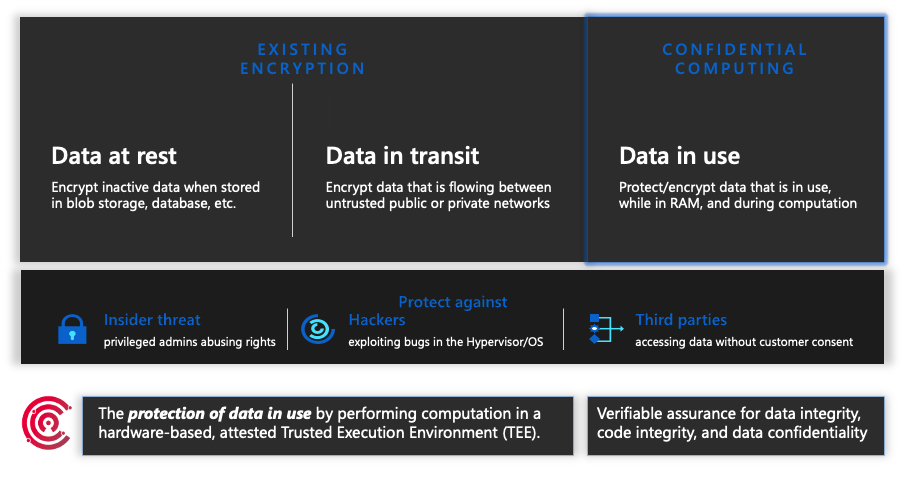 EXISTING
ENCRYPTION
CONFIDENTIAL
COMPUTING
Data at rest
Encrypt inactive data when stored
in blob storage, database, etc.
Data in transit
Encrypt data that is flowing between
untrusted public or private networks
Data in use
Protect/encrypt data that is in use,
while in RAM, and during computation
Protect against
Insider threat
privileged admins abusing rights
Hackers
exploiting bugs in the Hypervisor/OS
Third parties
accessing data without customer consent
The protection of data in use by performing computation in a
hardware-based, attested Trusted Execution Environment (TEE).
Verifiable assurance for data integrity,
code integrity, and data confidentiality